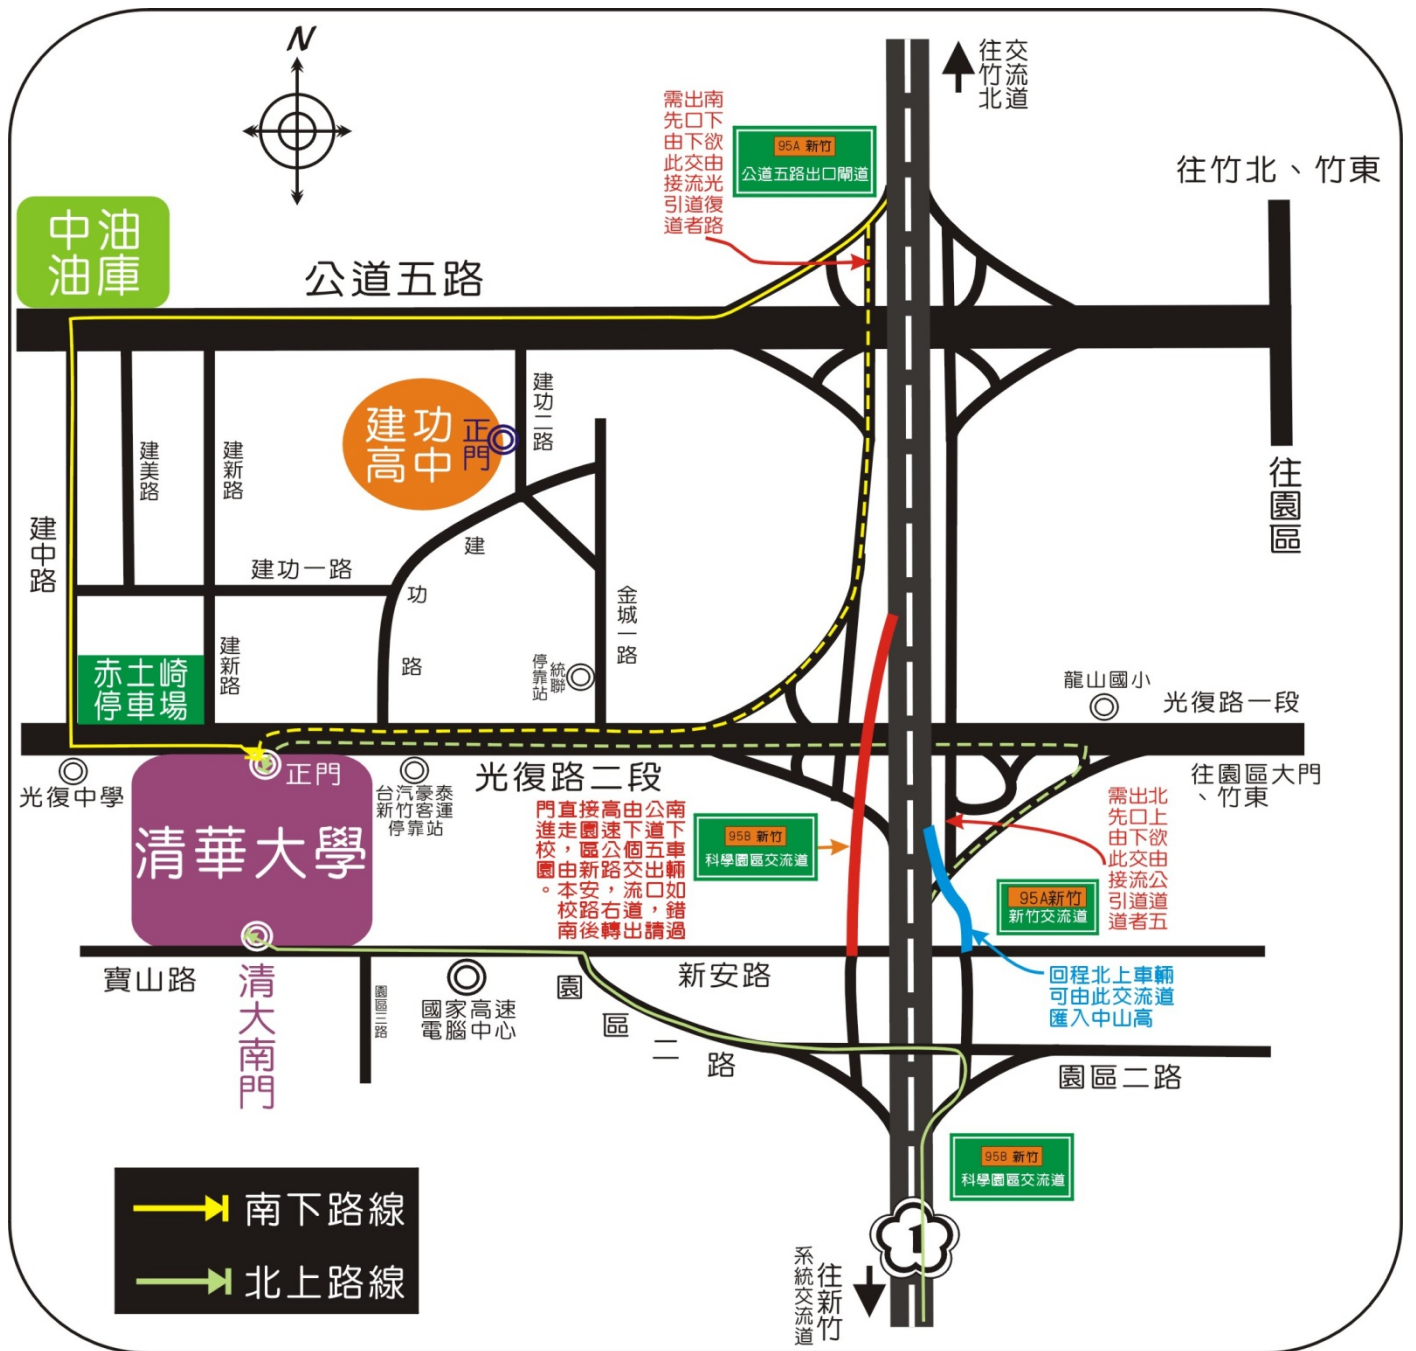 N
往竹北
交流道
南下欲由光復路
出口下交流道者
需先由此接引道
95A 新竹
公道五路出口閘道
往竹北、竹東
中油
油庫
公道五路
往園區
建功
高中
正門
建功二路
建美路
建新路
建中路
建功一路
建功路
金城一路
建新路
統聯
停靠站
赤土崎
停車場
龍山國小
光復路一段
光復路二段
往園區大門
、竹東
光復中學
正門
台汽豪泰
新竹客運
停靠站
清華大學
南下車輛如錯過
公道五出口,請
由下個交流道出
高速公路,右轉
接園區新安路後
直走,由本校南
門進校園。
95B 新竹
科學園區交流道
北上欲由公道五
出口下交流道者
需先由此接引道
95A新竹
新竹交流道
寶山路
新安路
清大南門
園區三路
國家高速
電腦中心
園區二路
回程北上車輛
可由此交流道
匯入中山高
園區二路
95B 新竹
科學園區交流道
南下路線
北上路線
1
往新竹
系統交流道